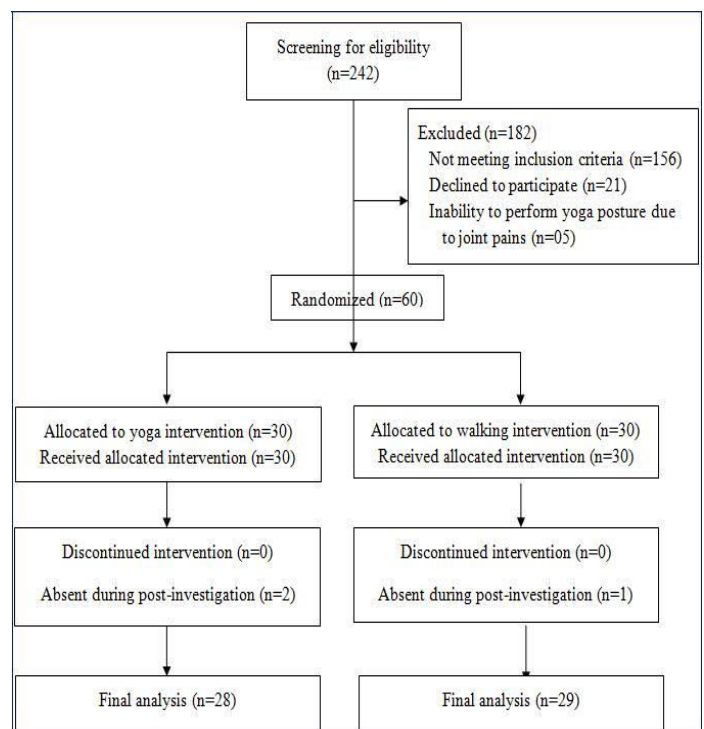 Screening for eligibility
(n=242)
Excluded (n=182)
Not meeting inclusion criteria (n=156)
Declined to participate (n=21)
Inability to perform yoga posture due
to joint pains (n=05)
Randomized (n=60)
Allocated to yoga intervention (n=30)
Received allocated intervention (n=30)
Allocated to walking intervention (n=30)
Received allocated intervention (n=30)
Discontinued intervention (n=0)
Absent during post-investigation (n=2)
Discontinued intervention (n=0)
Absent during post-investigation (n=1)
Final analysis (n=28)
Final analysis (n=29)